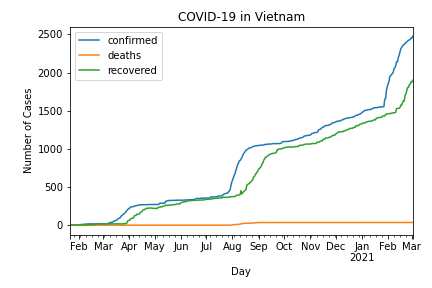 COVID-19 in Vietnam
confirmed
deaths
recovered
Number of Cases
2500
2000
1500
1000
500
0
Feb Mar Apr May Jun Jul Aug Sep Oct Nov Dec Jan Feb Mar
2021
Day